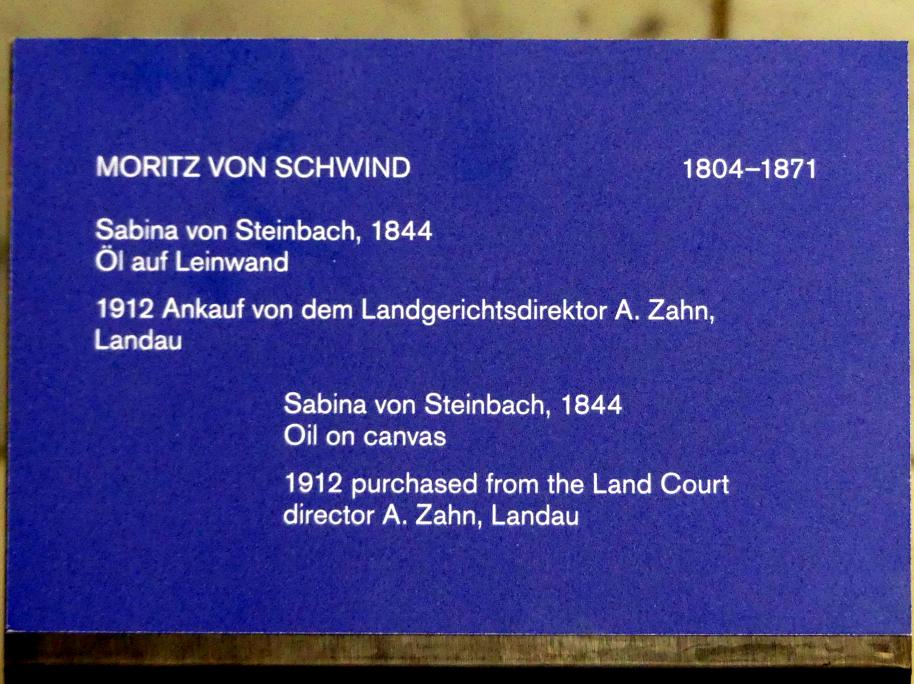 MORITZ VON SCHWIND 1804–1871
Sabina von Steinbach, 1844
Öl auf Leinwand
1912 Ankauf von dem Landgerichtsdirektor A. Zahn,
Landau
Sabina von Steinbach, 1844
Oil on canvas
1912 purchased from the Land Court
director A. Zahn, Landau